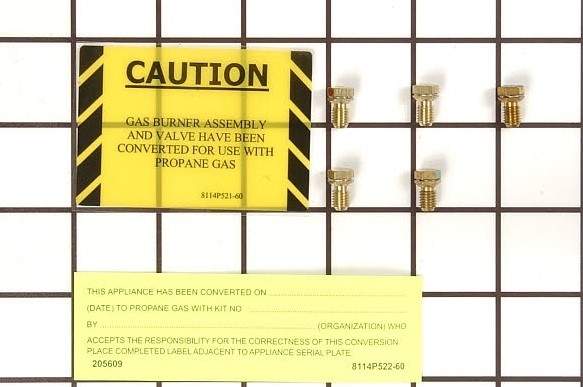 CAUTION
GAS BURNER ASSEMBLY
AND VALVE HAVE BEEN
CONVERTED FOR USE WITH
PROPANE GAS
8114P521-60
THIS APPLIANCE HAS BEEN CONVERTED ON
(DATE) TO PROPANE GAS WITH KIT NO
BY (ORGANIZATION) WHO
ACCEPTS THE RESPONSIBILITY FOR THE CORRECTNESS OF THIS CONVERSION
PLACE COMPLETED LABEL ADJACENT TO APPLIANCE SERIAL PLATE.
205609 8114P522-60